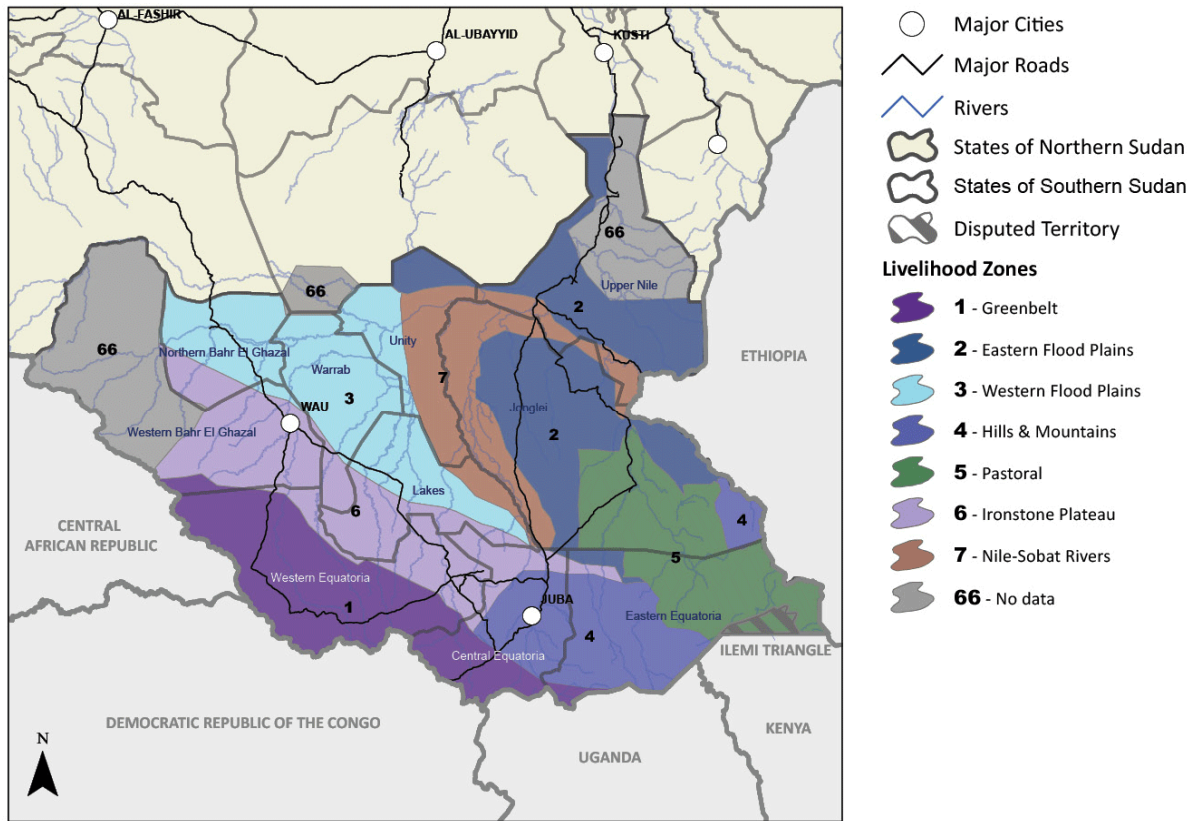 AL-FASHIR
AL-UBAYYID
KUSTI
66
Upper Nile
66
2
66
Northern Bahr El Ghazal
Unity
Warrab
7
ETHIOPIA
3
WAU
Jonglei
Western Bahr El Ghazal
2
Lakes
6
4
CENTRAL
AFRICAN REPUBLIC
5
Western Equatoria
1
JUBA
Eastern Equatoria
4
Central Equatoria
ILEMI TRIANGLE
DEMOCRATIC REPUBLIC OF THE CONGO
KENYA
UGANDA
N
Major Cities
Major Roads
Rivers
States of Northern Sudan
States of Southern Sudan
Disputed Territory
Livelihood Zones
1 - Greenbelt
2 - Eastern Flood Plains
3 - Western Flood Plains
4 - Hills & Mountains
5 - Pastoral
6 - Ironstone Plateau
7 - Nile-Sobat Rivers
66 - No data